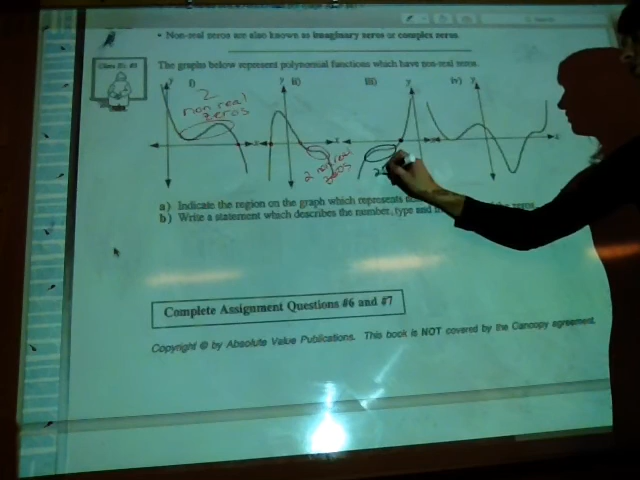 • Non-real zeros are also known as imaginary zeros or complex zeros.
Class Ex. #8
The graphs below represent polynomial functions which have non-real zeros.
i) y x
2
non real
zeros
ii) y x
2 non real
zeros
iii) y x
2
iv) y x
a) Indicate the region on the graph which represents
b) Write a statement which describes the number, type and
Complete Assignment Questions #6 and #7
Copyright © by Absolute Value Publications. This book is NOT covered by the Cancopy agreement.